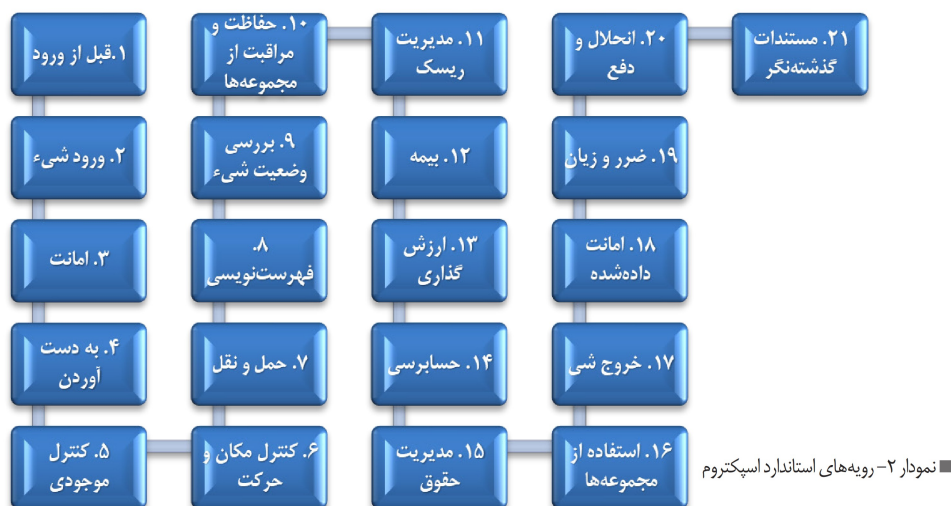 ۱.قبل از ورود
۲. ورود شیء
۳. امانت
۴. به دست
آوردن
۵. کنترل
موجودی
۶. کنترل مکان و
حرکت
۷. حمل و نقل
۸.
فهرست‌نویسی
۹. بررسی
وضعیت شیء
۱۰. حفاظت و
مراقبت از
مجموعه‌ها
۱۱. مدیریت
ریسک
۱۲. بیمه
۱۳. ارزش
گذاری
۱۴. حسابرسی
۱۵. مدیریت
حقوق
۱۶. استفاده از
مجموعه‌ها
۱۷. خروج شی
۱۸. امانت
داده‌شده
۱۹. ضرر و زیان
۲۰. انحلال و
دفع
۲۱. مستندات
گذشته‌نگر
نمودار ۲- رویه‌های استاندارد اسپکتروم